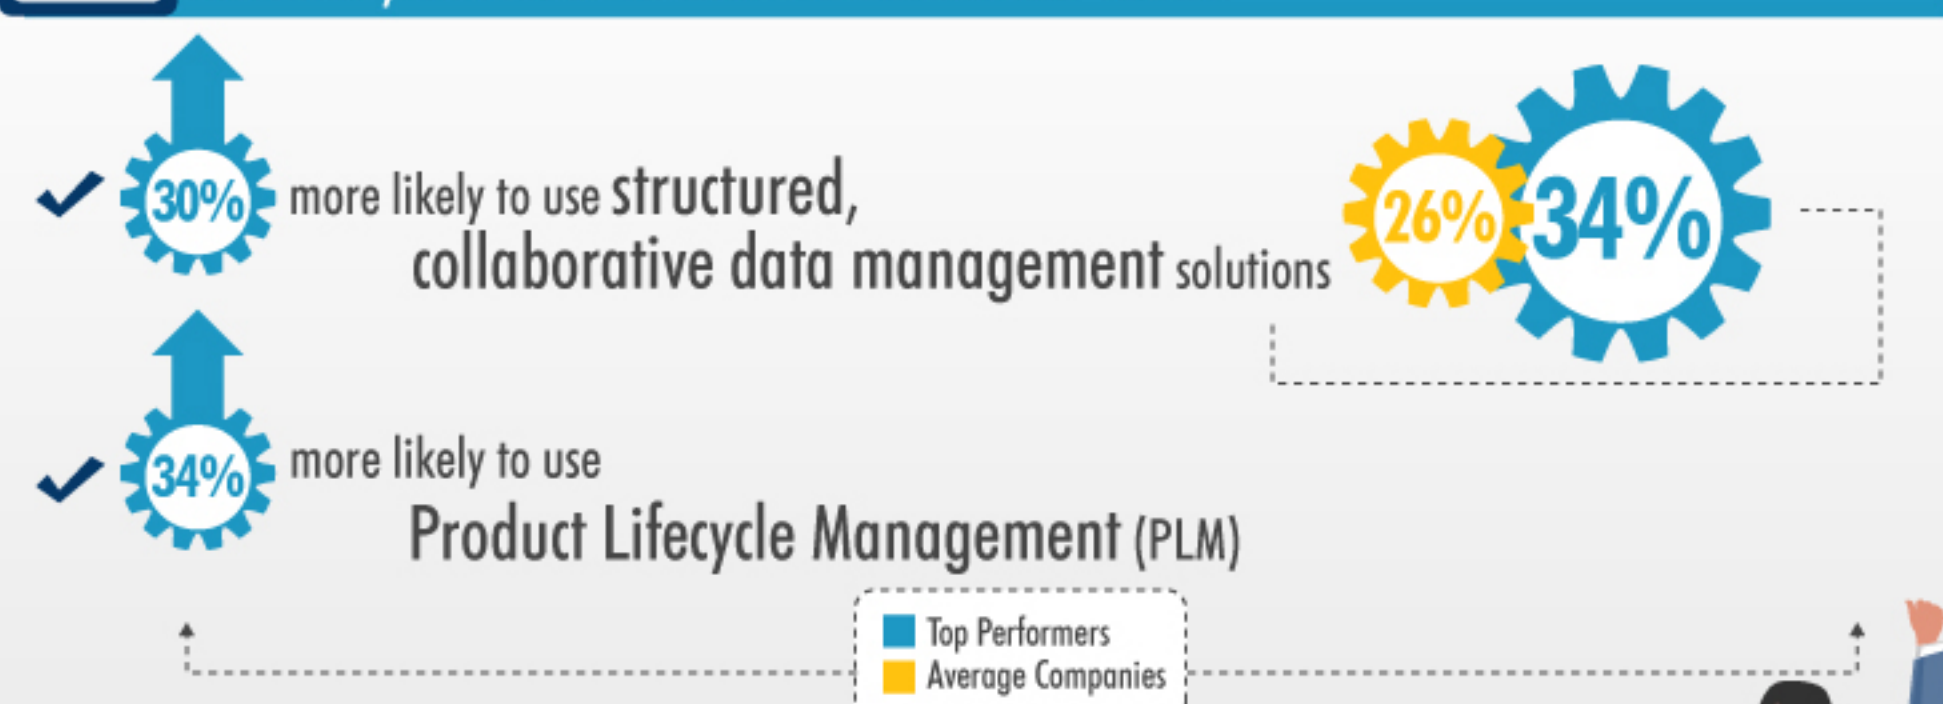 30% more likely to use structured,
collaborative data management solutions
26% 34%
34% more likely to use
Product Lifecycle Management (PLM)
Top Performers
Average Companies